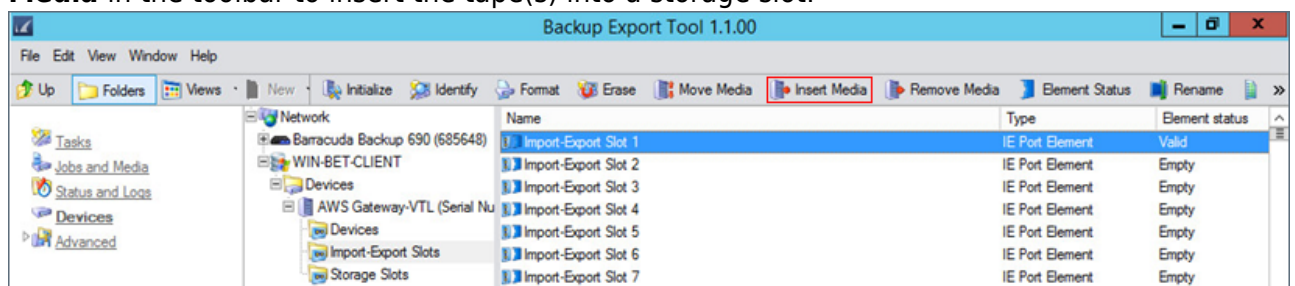 Media in the toolbar to insert the tape(s) into a storage slot.
Backup Export Tool 1.1.00
File Edit View Window Help
Up Folders Views New Initialize Identify Format Erase Move Media Insert Media Remove Media Element Status Rename »
Tasks
Jobs and Media
Status and Logs
Devices
Advanced
Network
Barracuda Backup 690 (685648)
WIN-BET-CLIENT
Devices
AWS Gateway-VTL (Serial Nu
Devices
Import-Export Slots
Storage Slots
Name Type Element status
Import-Export Slot 1 IE Port Element Valid
Import-Export Slot 2 IE Port Element Empty
Import-Export Slot 3 IE Port Element Empty
Import-Export Slot 4 IE Port Element Empty
Import-Export Slot 5 IE Port Element Empty
Import-Export Slot 6 IE Port Element Empty
Import-Export Slot 7 IE Port Element Empty